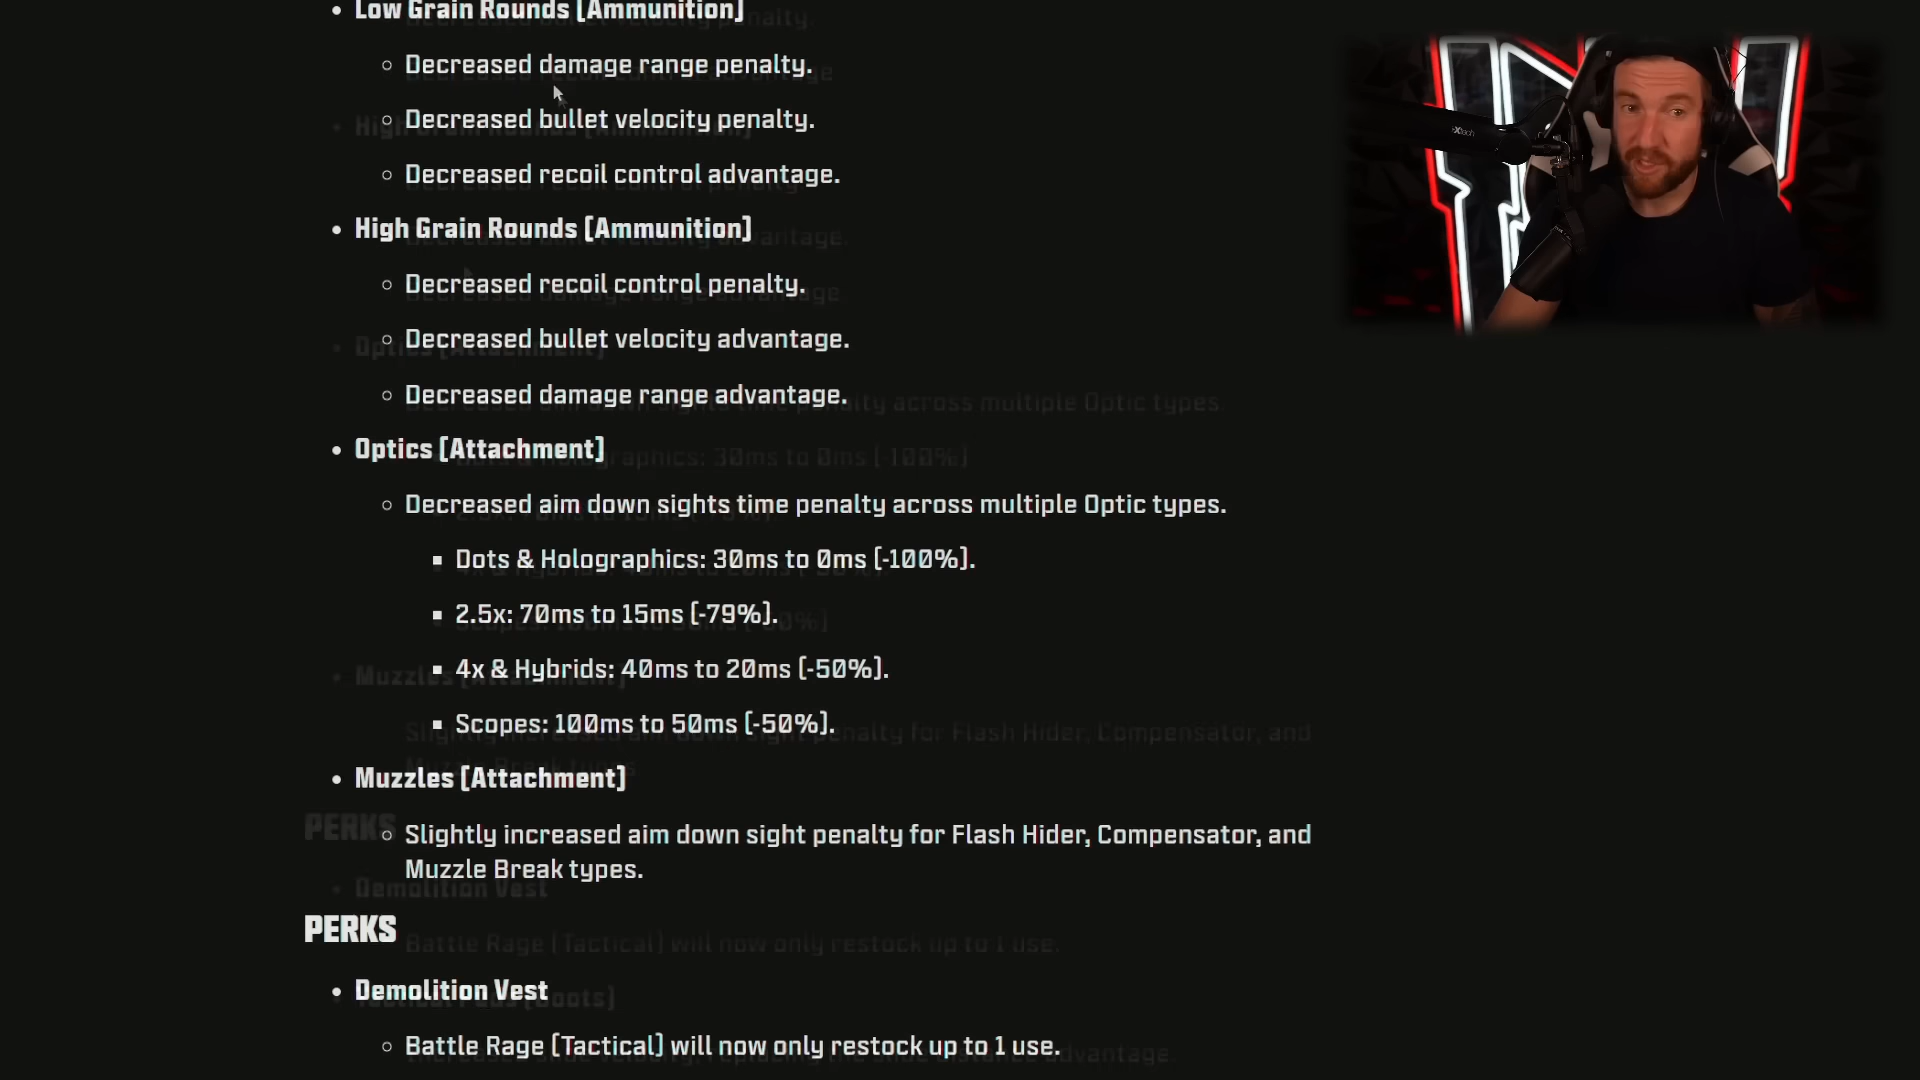 Low Grain Rounds [Ammunition]
Decreased damage range penalty.
Decreased bullet velocity penalty.
Decreased recoil control advantage.
High Grain Rounds [Ammunition]
Decreased recoil control penalty.
Decreased bullet velocity advantage.
Decreased damage range advantage.
Optics [Attachment]
Decreased aim down sights time penalty across multiple Optic types.
Dots & Holographics: 30ms to 0ms (-100%).
2.5x: 70ms to 15ms (-79%).
4x & Hybrids: 40ms to 20ms (-50%).
Scopes: 100ms to 50ms (-50%).
Muzzles [Attachment]
Slightly increased aim down sight penalty for Flash Hider, Compensator, and
Muzzle Break types.
PERKS
Demolition Vest
Battle Rage (Tactical) will now only restock up to 1 use.